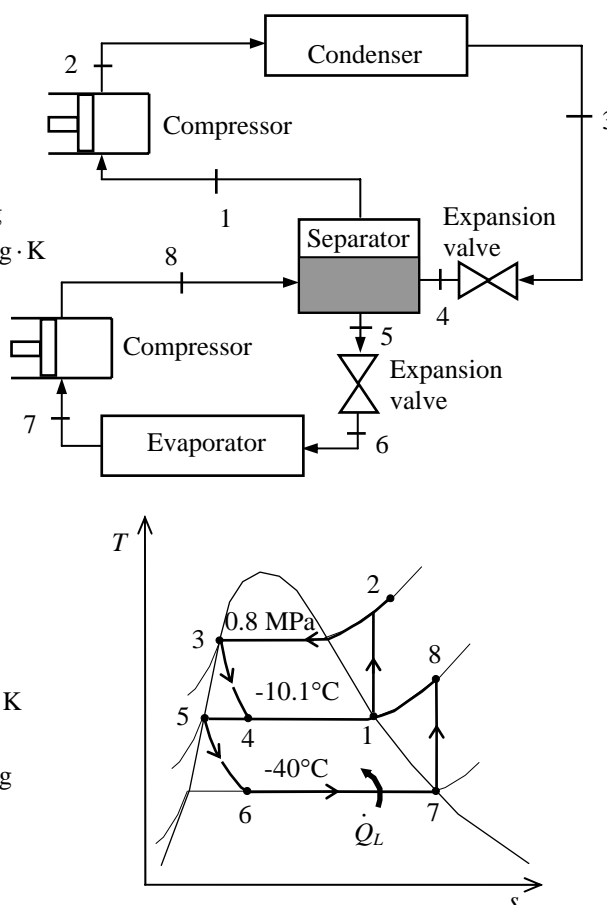 Condenser
2
3
Compressor
1
Expansion
valve
Separator
g · K
8
4
5
Compressor
Expansion
valve
7
Evaporator
6
T
2
0.8 MPa
3
8
-10.1°C
K
5
4
1
-40°C
g
6
Q̇L
7
s